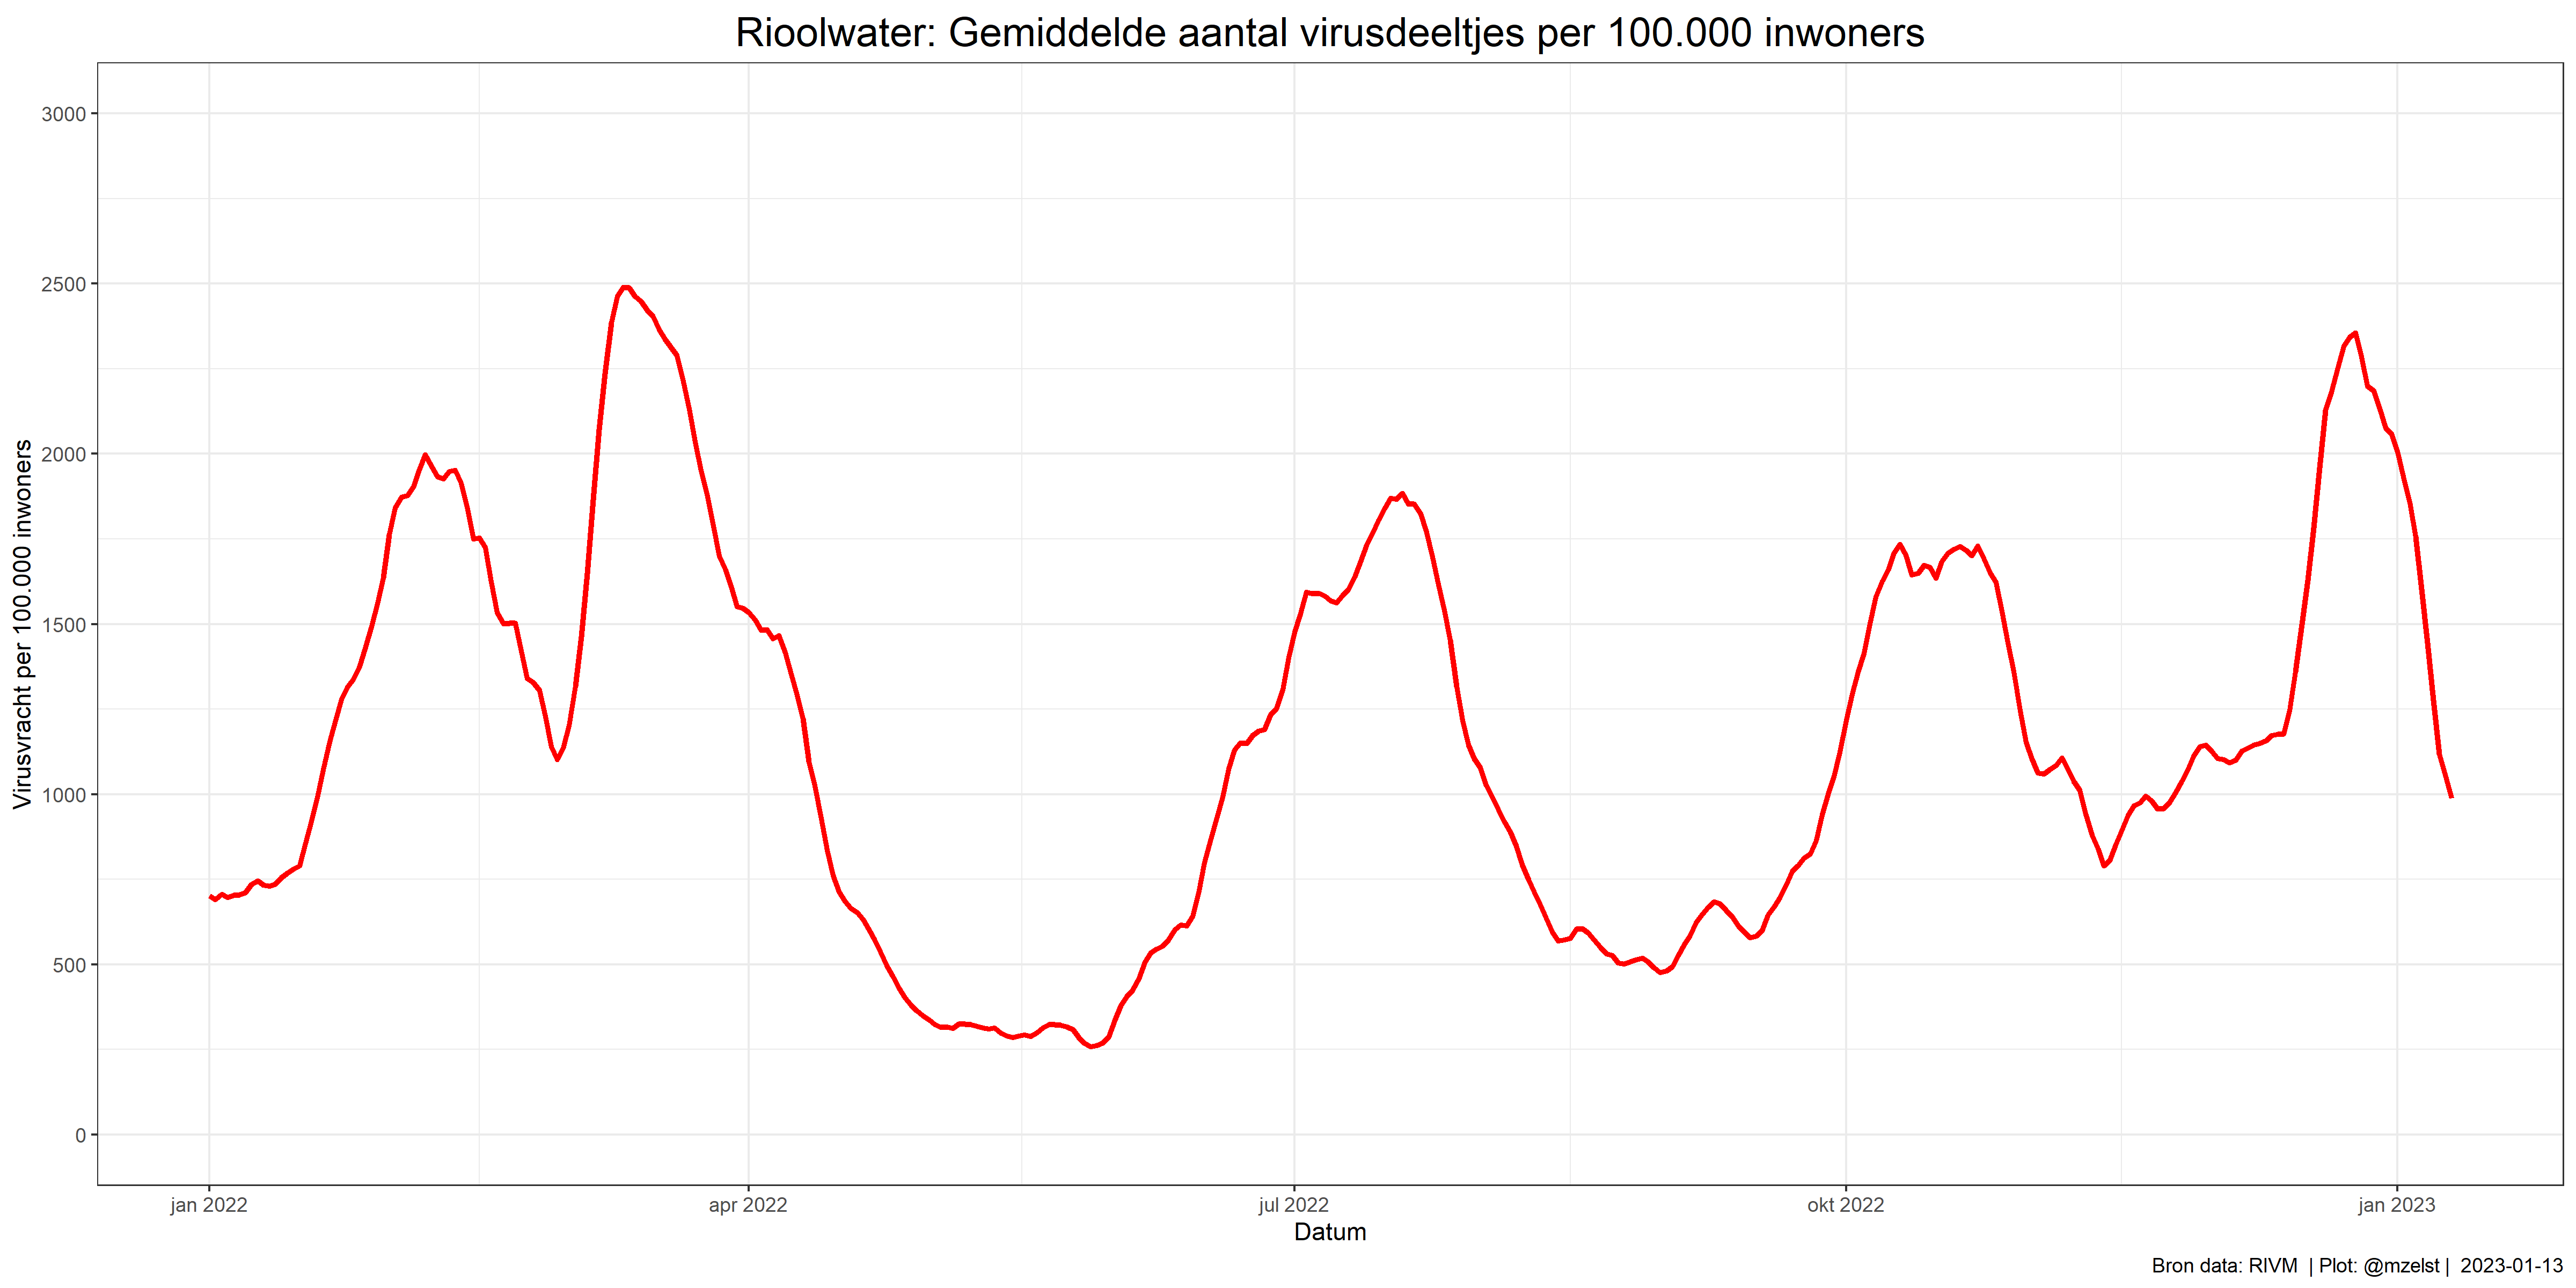 Rioolwater: Gemiddelde aantal virusdeeltjes per 100.000 inwoners
Virusvracht per 100.000 inwoners
3000
2500
2000
1500
1000
500
0
jan 2022 apr 2022 jul 2022 okt 2022 jan 2023
Datum
Bron data: RIVM | Plot: @mzelst | 2023-01-13